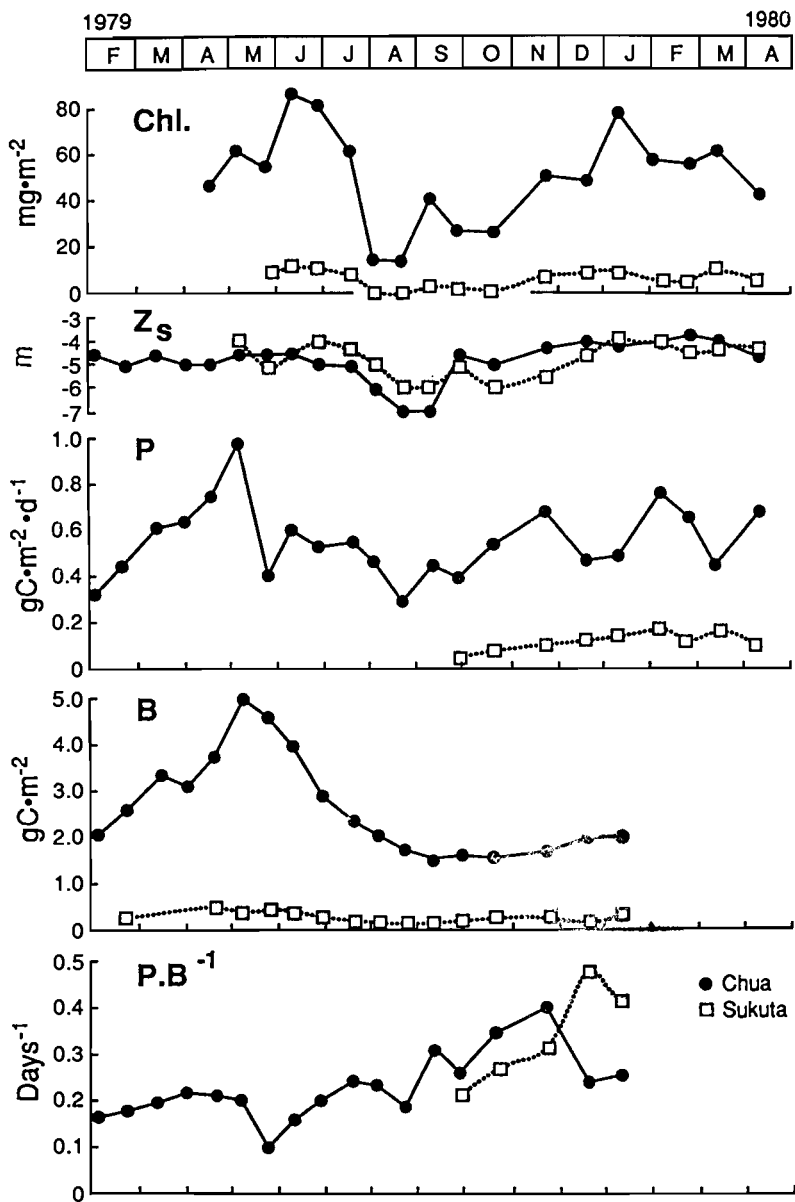 1979 1980
F M A M J J A S O N D J F M A
Chl.
80
60
40
20
0
mg•m-2
Zs
-3
-4
-5
-6
-7
m
P
1.0
0.8
0.6
0.4
0.2
0
gC•m-2•d-1
B
5.0
4.0
3.0
2.0
1.0
0
gC•m-2
P.B-1
0.5
0.4
0.3
0.2
0.1
0
Days-1
Chua
Sukuta